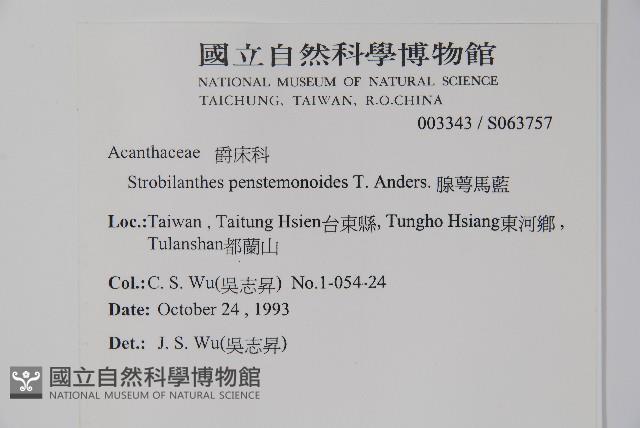 國立自然科學博物館
NATIONAL MUSEUM OF NATURAL SCIENCE
TAICHUNG, TAIWAN, R.O.CHINA
003343 / S063757
Acanthaceae 爵床科
Strobilanthes penstemonoides T. Anders. 腺萼馬藍
Loc.:Taiwan , Taitung Hsien台東縣, Tungho Hsiang東河鄉 ,
Tulanshan都蘭山
Col.:C. S. Wu(吳志昇) No.1-054-24
Date: October 24 , 1993
Det.: J. S. Wu(吳志昇)
國立自然科學博物館
NATIONAL MUSEUM OF NATURAL SCIENCE